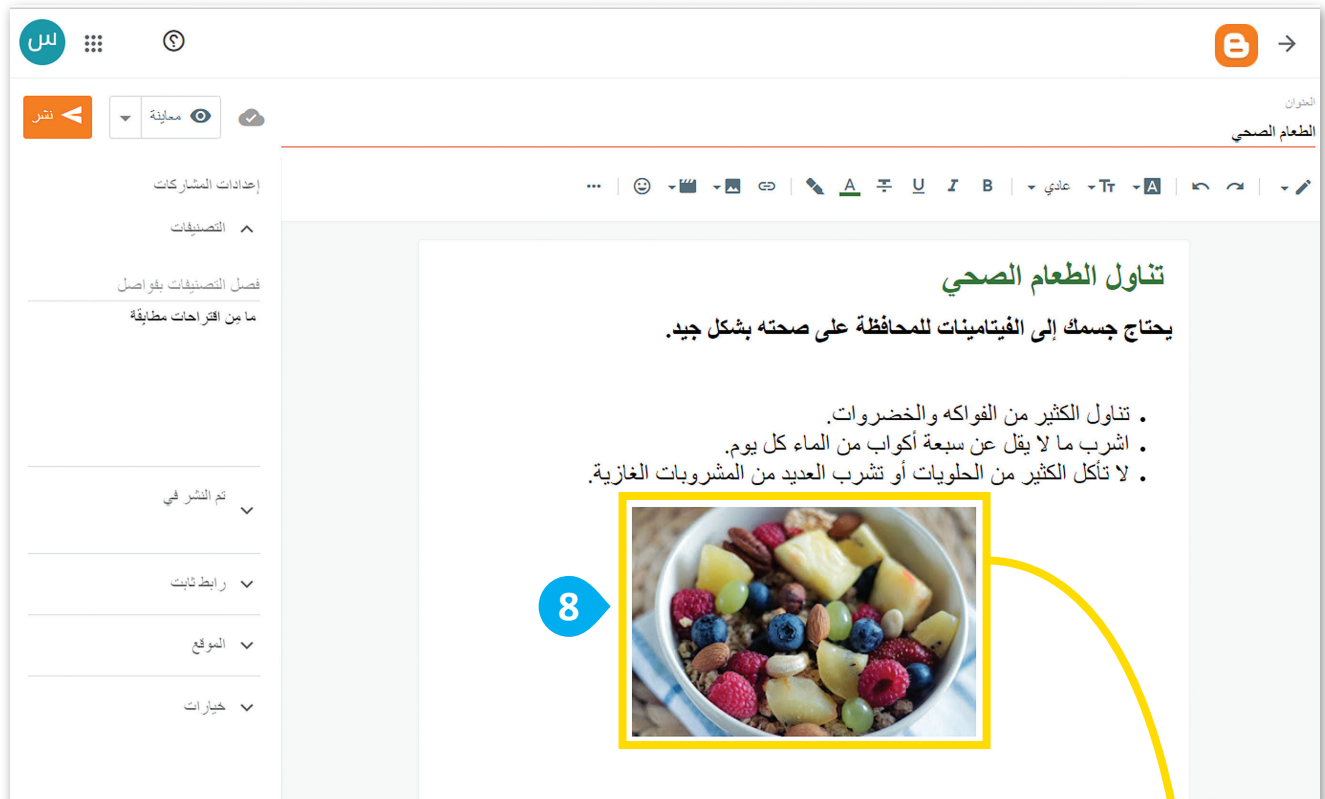 س
العنوان
الطعام الصحي
نشر
معاينة
عادي
إعدادات المشاركات
التصنيفات
فصل التصنيفات بفواصل
ما مِن اقتراحات مطابِقة
تم النشر في
رابط ثابت
الموقع
خيارات
تناول الطعام الصحي
يحتاج جسمك إلى الفيتامينات للمحافظة على صحته بشكل جيد.
• تناول الكثير من الفواكه والخضروات.
• اشرب ما لا يقل عن سبعة أكواب من الماء كل يوم.
• لا تأكل الكثير من الحلويات أو تشرب العديد من المشروبات الغازية.
8